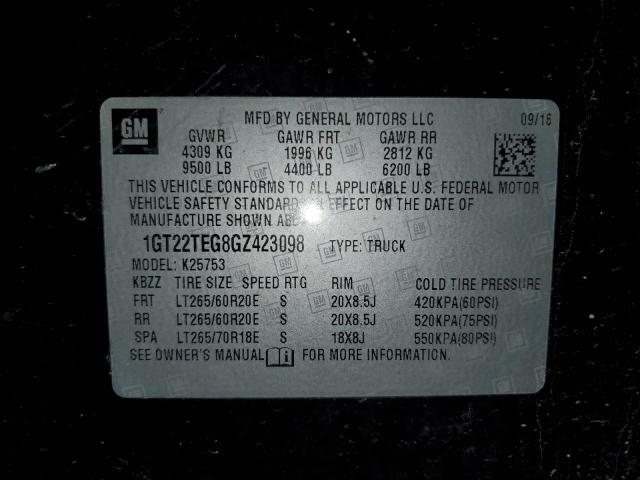 GM
MFD BY GENERAL MOTORS LLC 09/16
GVWR GAWR FRT GAWR RR
4309 KG 1996 KG 2812 KG
9500 LB 4400 LB 6200 LB
THIS VEHICLE CONFORMS TO ALL APPLICABLE U.S. FEDERAL MOTOR
VEHICLE SAFETY STANDARDS IN EFFECT ON THE DATE OF
MANUFACTURE SHOWN
1GT22TEG8GZ423098 TYPE: TRUCK
MODEL: K25753
KBZZ TIRE SIZE SPEED RTG RIM COLD TIRE PRESSURE
FRT LT265/60R20E S 20X8.5J 420KPA(60PSI)
RR LT265/60R20E S 20X8.5J 520KPA(75PSI)
SPA LT265/70R18E S 18X8J 550KPA(80PSI)
SEE OWNER'S MANUAL FOR MORE INFORMATION.